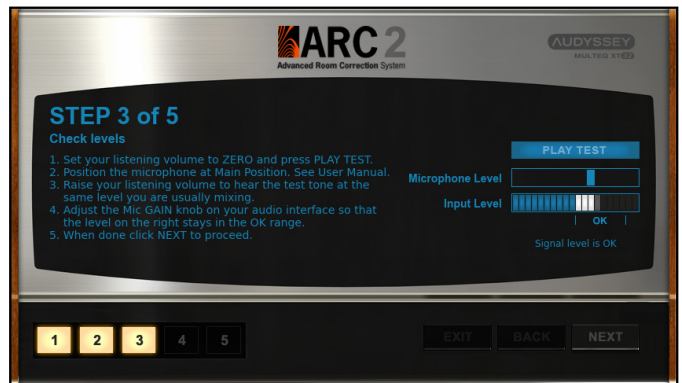 ARC 2
Advanced Room Correction System
AUDYSSEY
MULTEQ XT32
STEP 3 of 5
Check levels
1. Set your listening volume to ZERO and press PLAY TEST.
2. Position the microphone at Main Position. See User Manual.
3. Raise your listening volume to hear the test tone at the
same level you are usually mixing.
4. Adjust the Mic GAIN knob on your audio interface so that
the level on the right stays in the OK range.
5. When done click NEXT to proceed.
PLAY TEST
Microphone Level
Input Level
OK
Signal level is OK
1 2 3 4 5
EXIT BACK NEXT